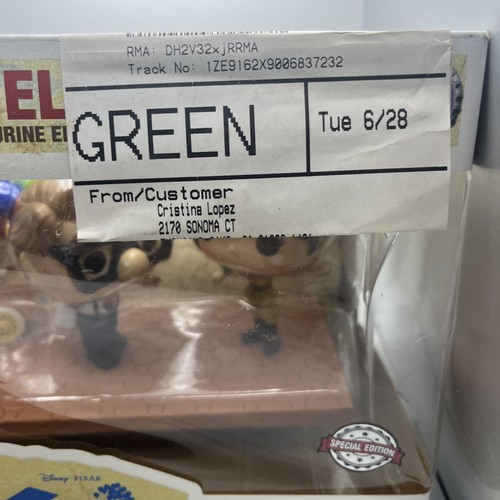 RMA: DH2V32xjRRMA
Track No: 1ZE9162X9006837232
EL
URINE
GREEN
Tue 6/28
From/Customer
Cristina Lopez
2170 SONOMA CT
SPECIAL EDITION
Disney · PIXAR